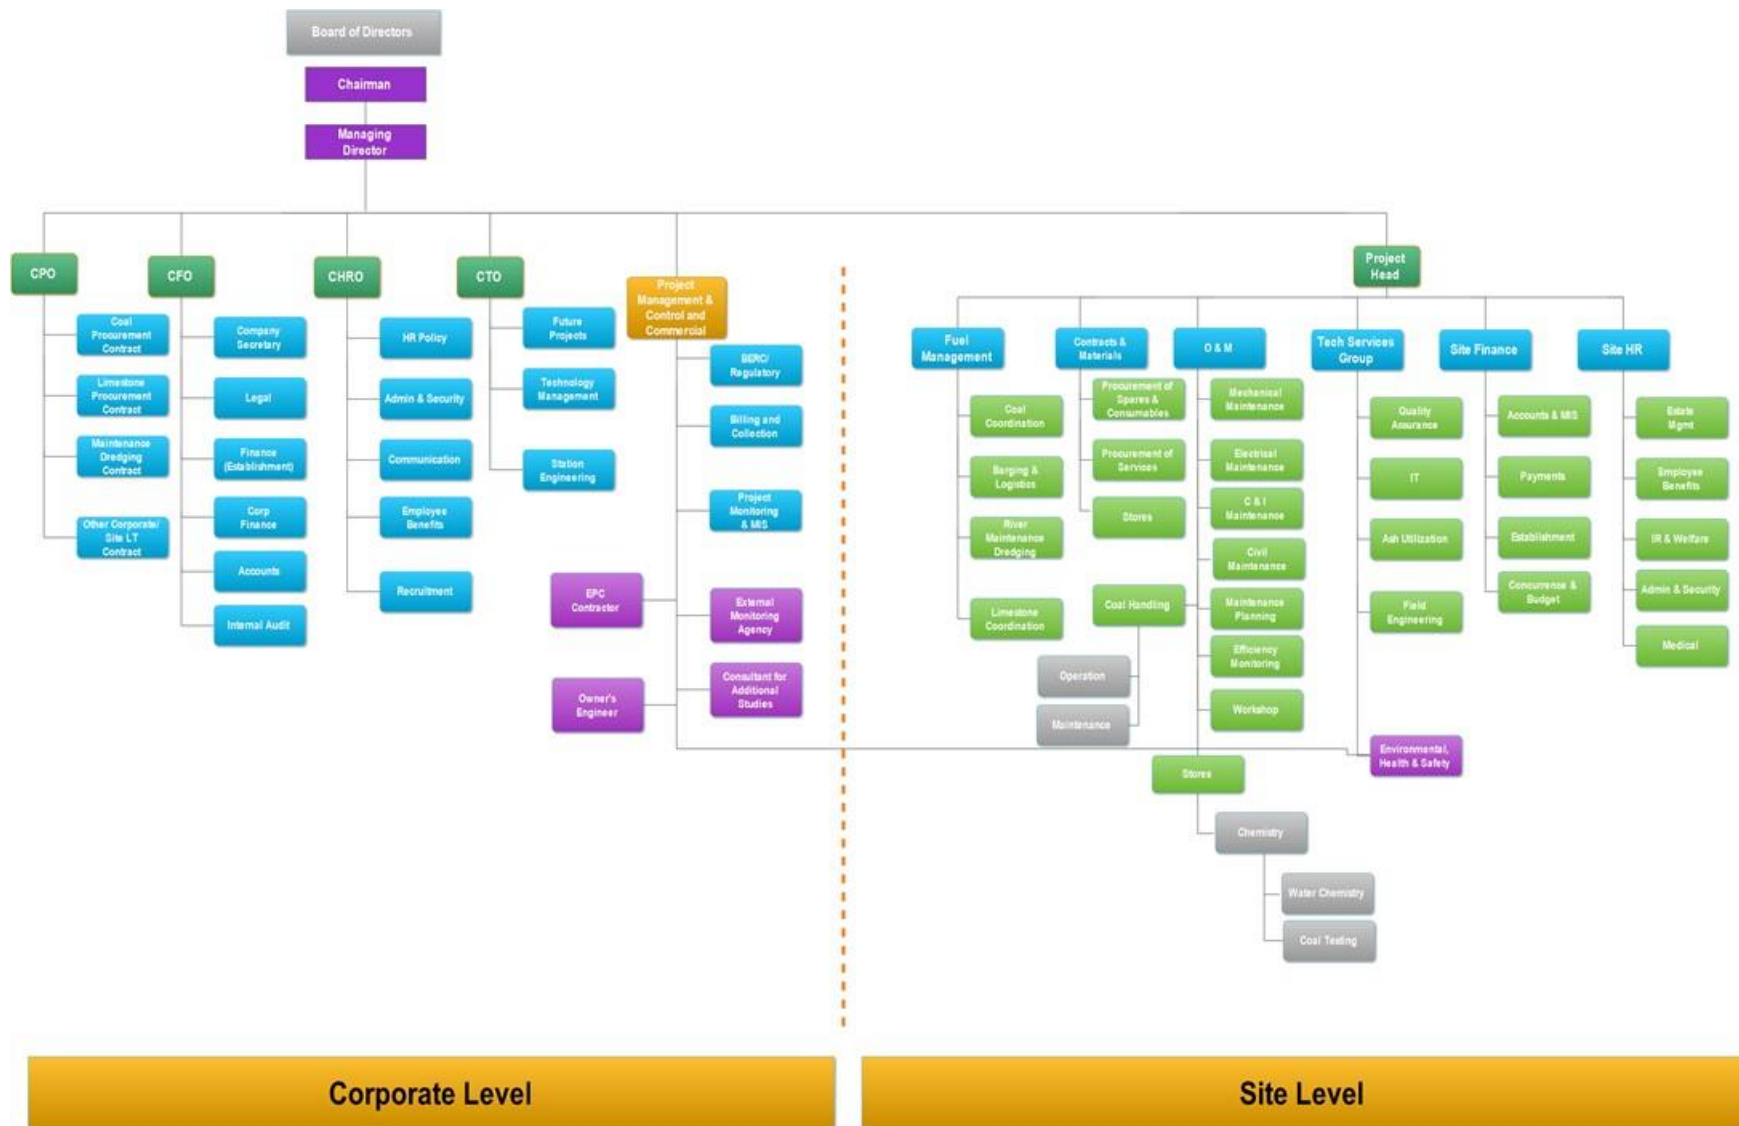 Board of Directors
Chairman
Managing
Director
CPO
Coal
Procurement
Contract
Limestone
Procurement
Contract
Maintenance
Dredging
Contract
Other Corporate/
Site LT
Contract
CFO
Company
Secretary
Legal
Finance
(Establishment)
Corp
Finance
Accounts
Internal Audit
CHRO
HR Policy
Admin & Security
Communication
Employee
Benefits
Recruitment
CTO
Future
Projects
Technology
Management
Station
Engineering
Project
Management &
Control and
Commercial
BERC/
Regulatory
Billing and
Collection
Project
Monitoring
& MIS
EPC
Contractor
External
Monitoring
Agency
Owner's
Engineer
Consultant for
Additional
Studies
Project
Head
Fuel
Management
Coal
Coordination
Barging &
Logistics
River
Maintenance
Dredging
Limestone
Coordination
Contracts &
Materials
Procurement of
Spares &
Consumables
Procurement of
Services
Stores
O & M
Mechanical
Maintenance
Electrical
Maintenance
C & I
Maintenance
Civil
Maintenance
Coal Handling
Operation
Maintenance
Maintenance
Planning
Efficiency
Monitoring
Workshop
Stores
Chemistry
Water Chemistry
Coal Testing
Tech Services
Group
Quality
Assurance
IT
Ash Utilization
Field
Engineering
Environmental,
Health & Safety
Site Finance
Accounts & MIS
Payments
Establishment
Concurrence &
Budget
Site HR
Estate
Mgmt
Employee
Benefits
IR & Welfare
Admin & Security
Medical
Corporate Level
Site Level